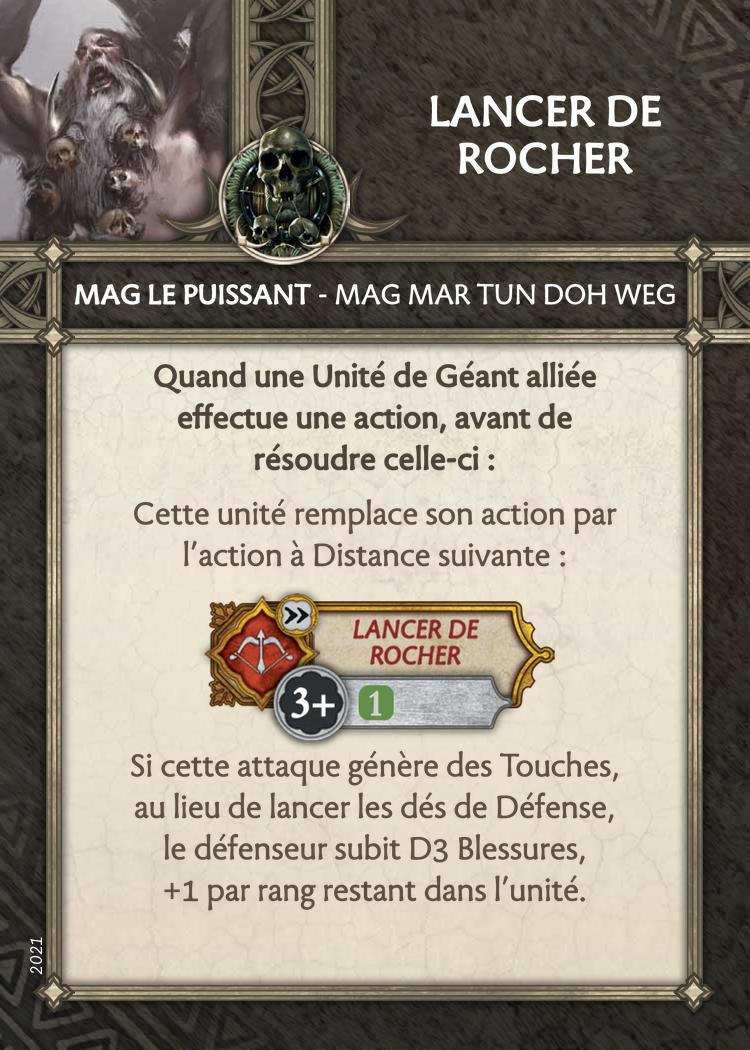 LANCER DE
ROCHER
MAG LE PUISSANT - MAG MAR TUN DOH WEG
Quand une Unité de Géant alliée
effectue une action, avant de
résoudre celle-ci :
Cette unité remplace son action par
l'action à Distance suivante :
LANCER DE
ROCHER
3+ 1
Si cette attaque génère des Touches,
au lieu de lancer les dés de Défense,
le défenseur subit D3 Blessures,
+1 par rang restant dans l'unité.
2021